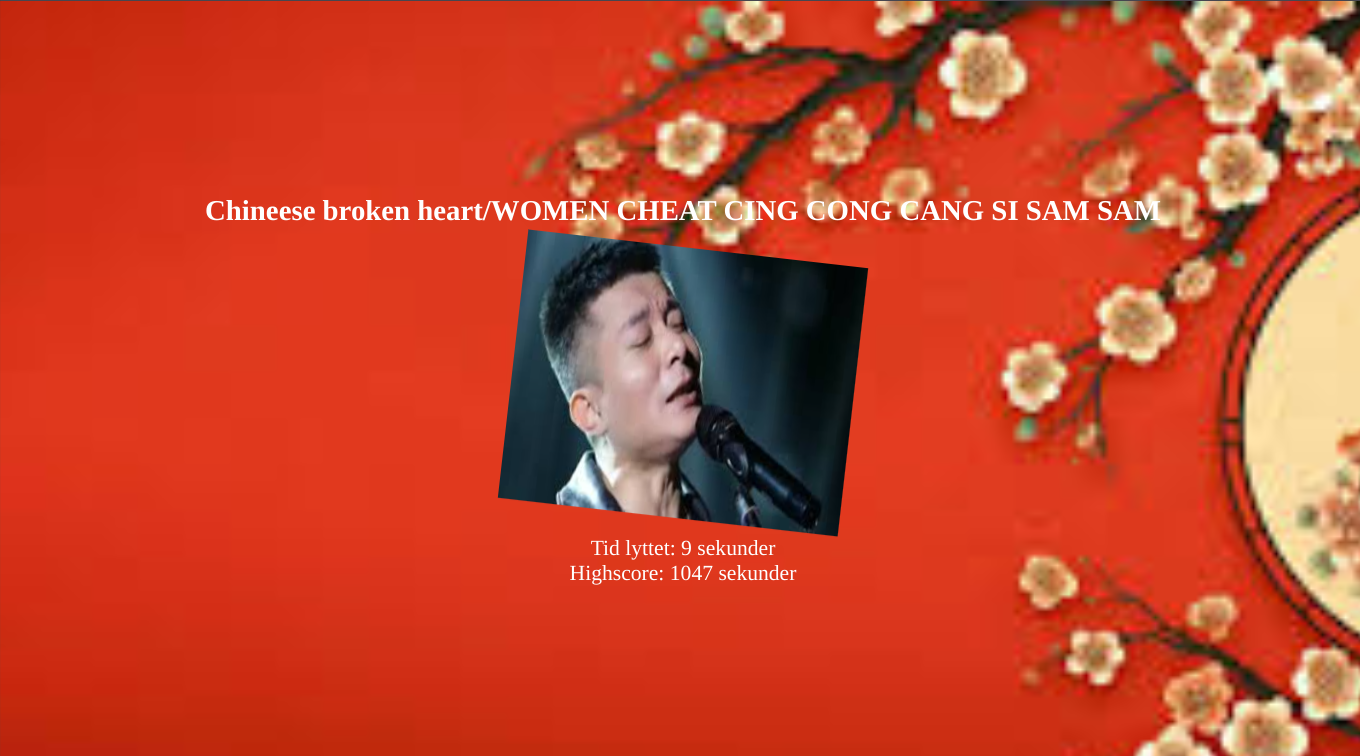 Chineese broken heart/WOMEN CHEAT CING CONG CANG SI SAM SAM
Tid lyttet: 9 sekunder
Highscore: 1047 sekunder